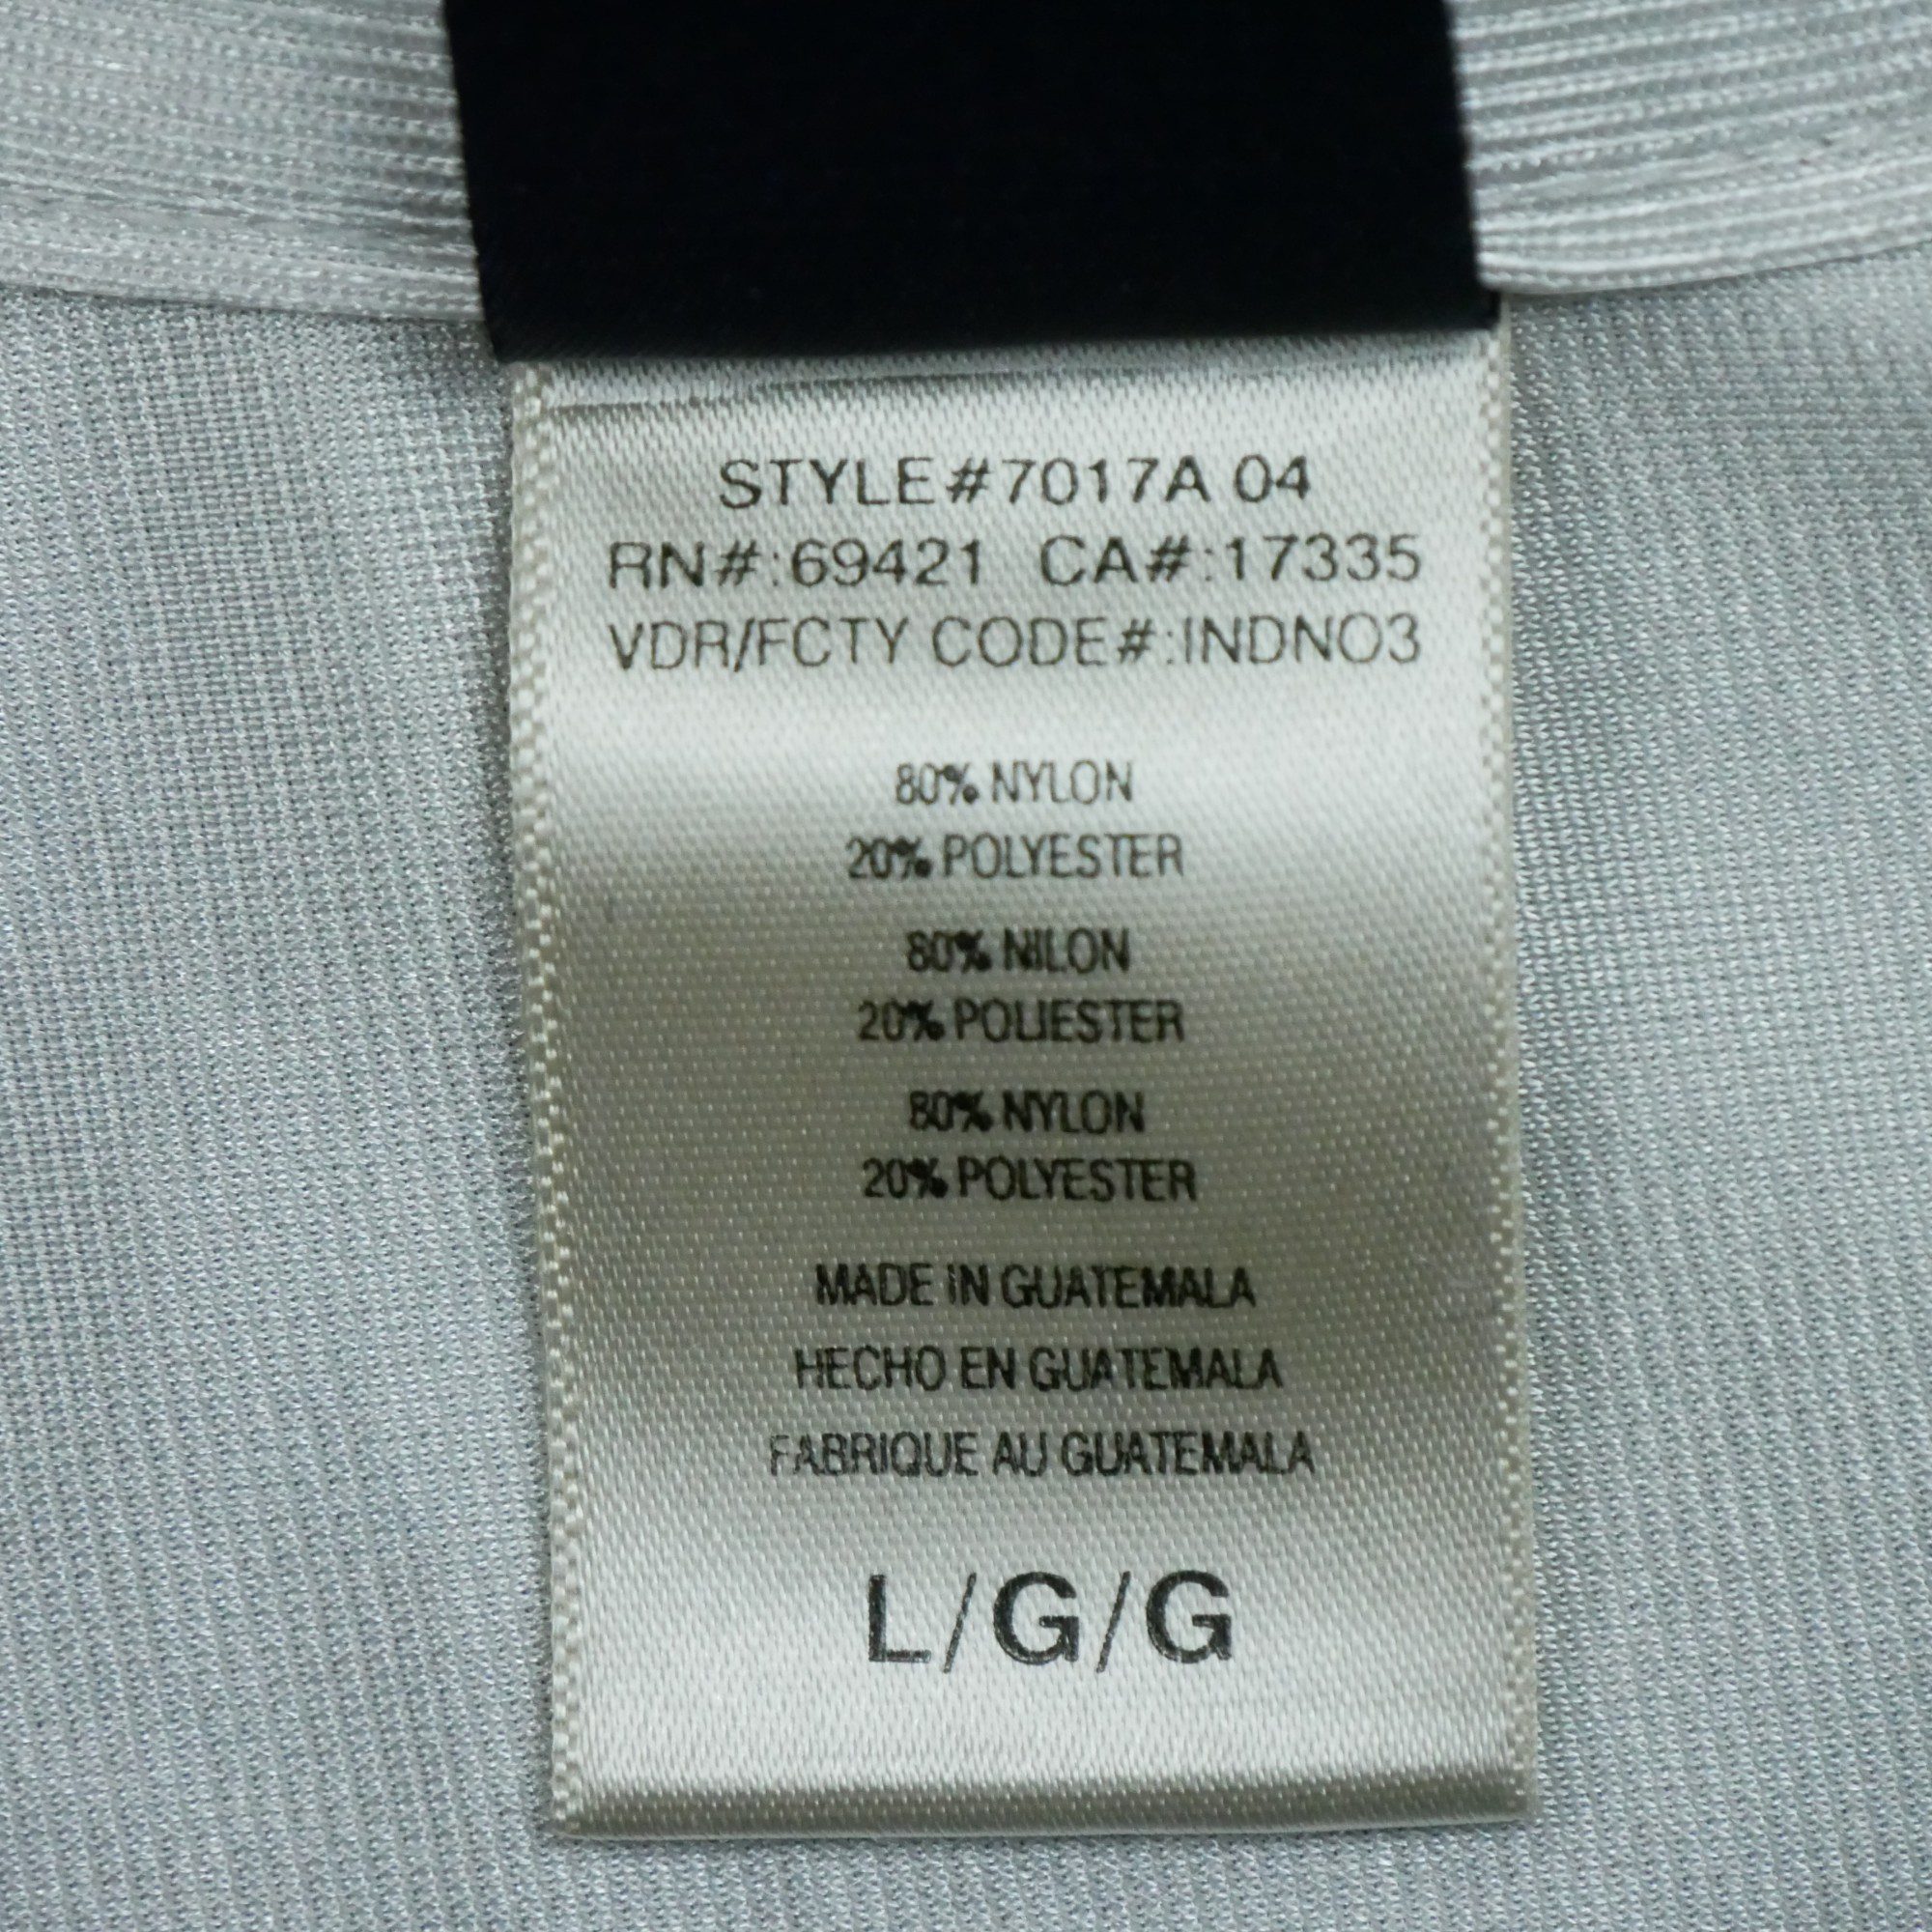 STYLE#7017A 04
RN#:69421 CA#:17335
VDR/FCTY CODE#:INDNO3
80% NYLON
20% POLYESTER
80% NILON
20% POLIESTER
80% NYLON
20% POLYESTER
MADE IN GUATEMALA
HECHO EN GUATEMALA
FABRIQUE AU GUATEMALA
L/G/G